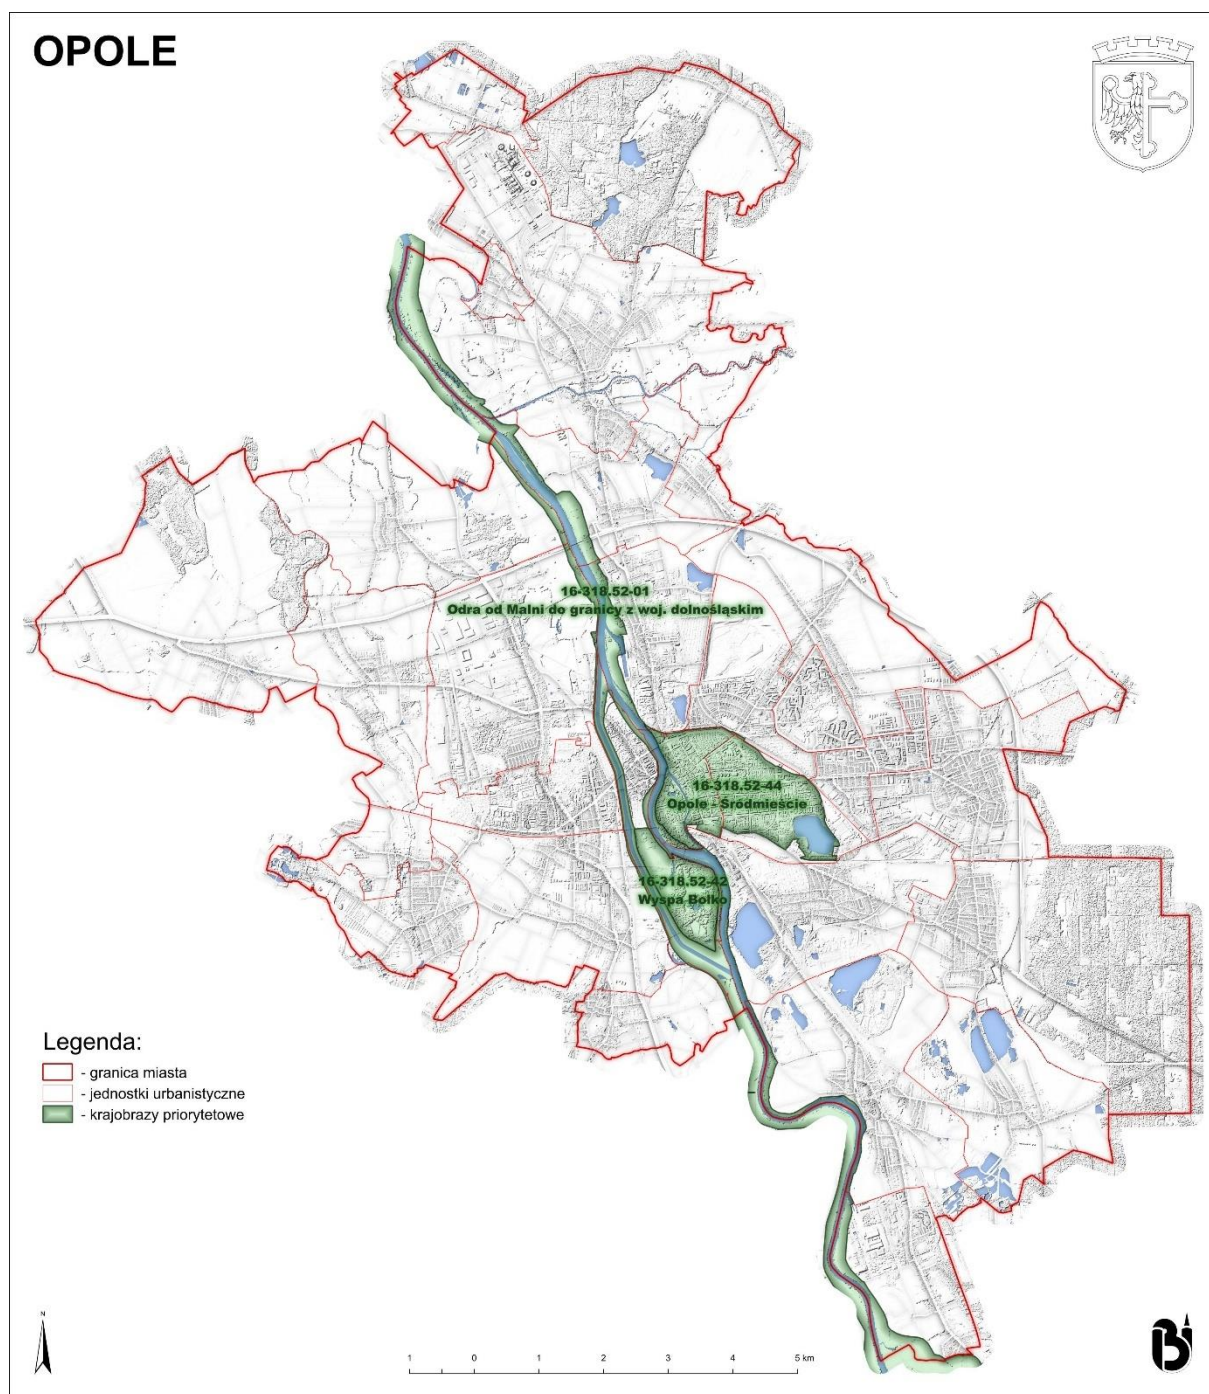 OPOLE
16-318.52-01
Odra od Malni do granicy z woj. dolnośląskim
16-318.52-44
Opole - Śródmieście
16-318.52-42
Wyspa Bolko
Legenda:
- granica miasta
- jednostki urbanistyczne
- krajobrazy priorytetowe
N
1 0 1 2 3 4 5 km